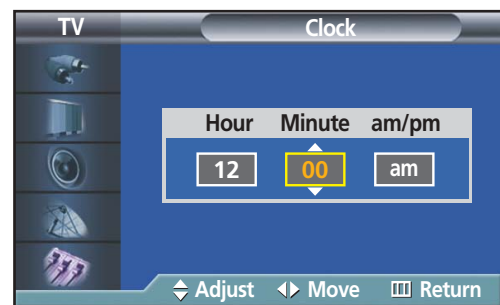 TV Clock
Hour Minute am/pm
12 00 am
Adjust Move Return